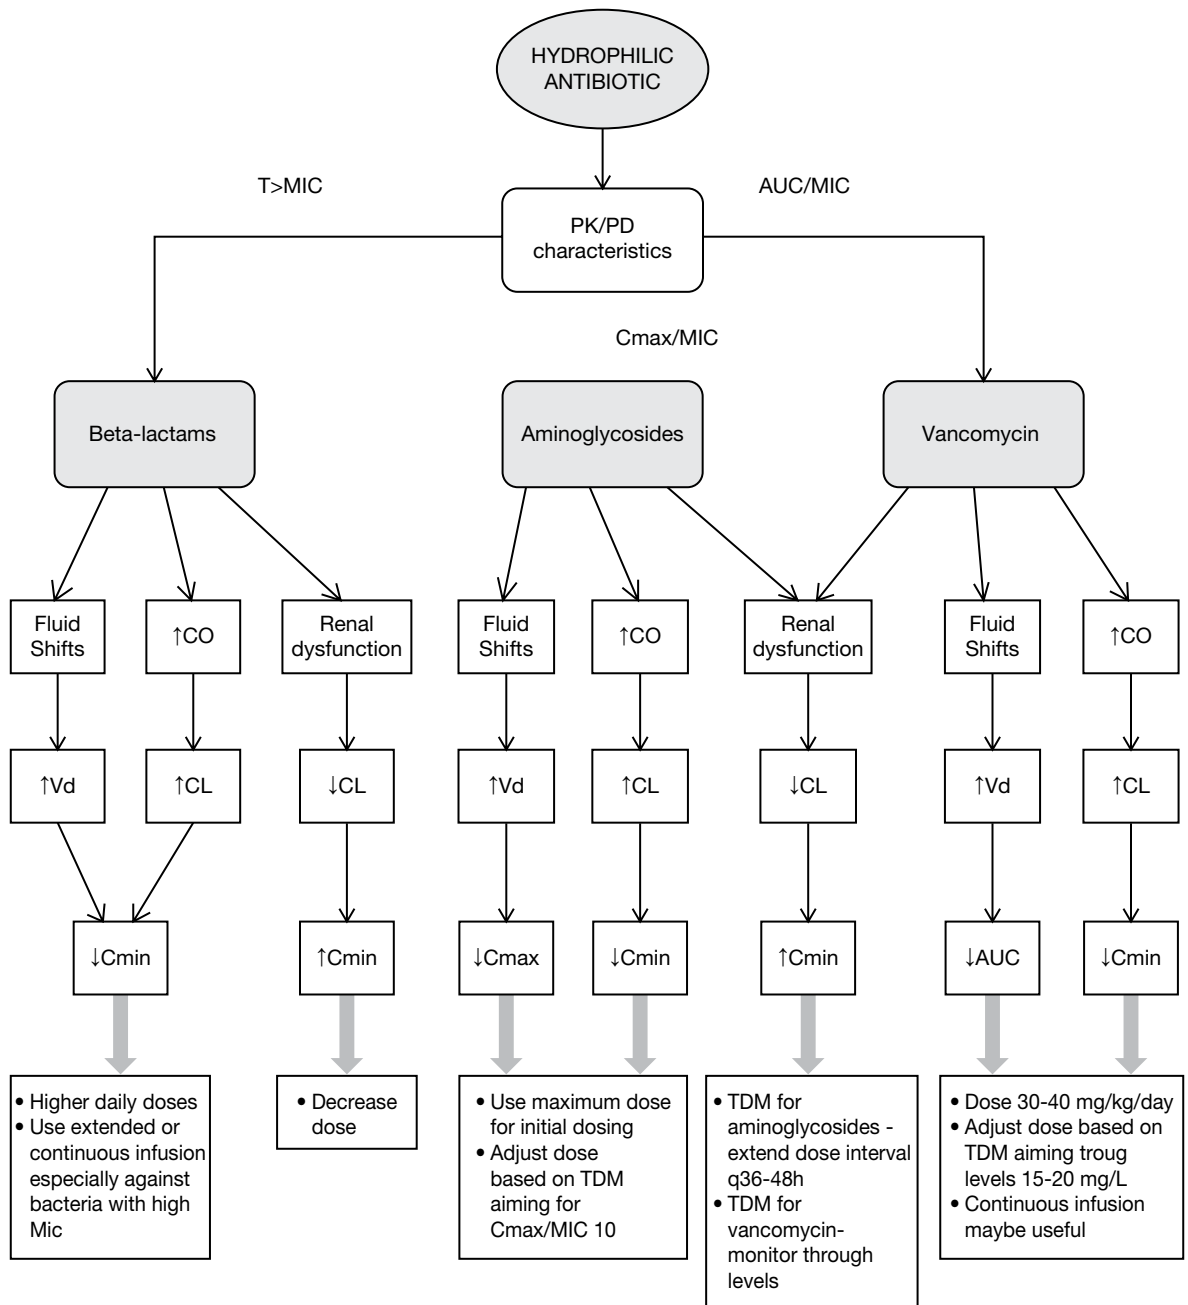 HYDROPHILIC
ANTIBIOTIC
T>MIC
AUC/MIC
PK/PD
characteristics
Cmax/MIC
Beta-lactams
Aminoglycosides
Vancomycin
Fluid
Shifts
↑CO
Renal
dysfunction
Fluid
Shifts
↑CO
Renal
dysfunction
Fluid
Shifts
↑CO
↑Vd
↑CL
↓CL
↑Vd
↑CL
↓CL
↑Vd
↑CL
↓Cmin
↑Cmin
↓Cmax
↓Cmin
↑Cmin
↓AUC
↓Cmin
• Higher daily doses
• Use extended or
continuous infusion
especially against
bacteria with high
Mic
• Decrease
dose
• Use maximum dose
for initial dosing
• Adjust dose
based on TDM
aiming for
Cmax/MIC 10
• TDM for
aminoglycosides -
extend dose interval
q36-48h
• TDM for
vancomycin-
monitor through
levels
• Dose 30-40 mg/kg/day
• Adjust dose based on
TDM aiming troug
levels 15-20 mg/L
• Continuous infusion
maybe useful